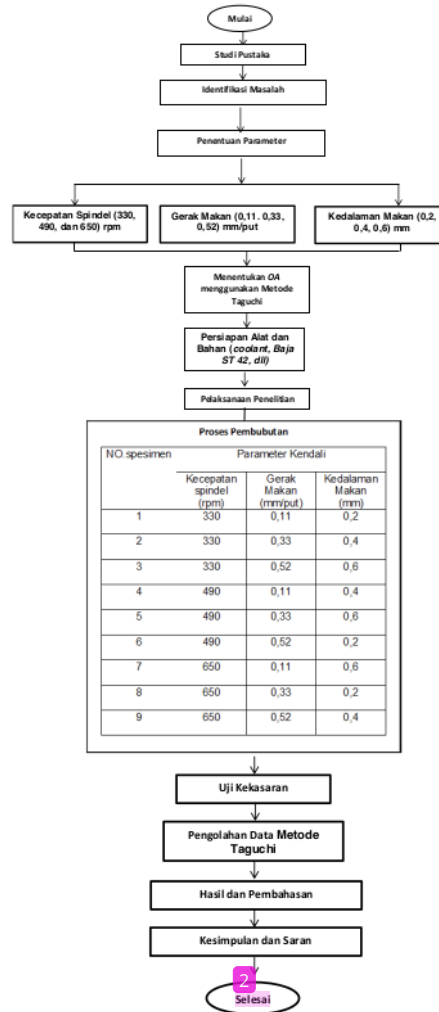 Mulai
Studi Pustaka
Identifikasi Masalah
Penentuan Parameter
Kecepatan Spindel (330,
490, dan 650) rpm
Gerak Makan (0,11. 0,33,
0,52) mm/put
Kedalaman Makan (0,2,
0,4, 0,6) mm
Menentukan OA
menggunakan Metode
Taguchi
Persiapan Alat dan
Bahan (coolant, Baja
ST 42, dll)
Pelaksanaan Penelitian
Proses Pembubutan
NO.spesimen Parameter Kendali
Kecepatan
spindel
(rpm)
Gerak
Makan
(mm/put)
Kedalaman
Makan
(mm)
1 330 0,11 0,2
2 330 0,33 0,4
3 330 0,52 0,6
4 490 0,11 0,4
5 490 0,33 0,6
6 490 0,52 0,2
7 650 0,11 0,6
8 650 0,33 0,2
9 650 0,52 0,4
Uji Kekasaran
Pengolahan Data Metode
Taguchi
Hasil dan Pembahasan
Kesimpulan dan Saran
2
Selesai